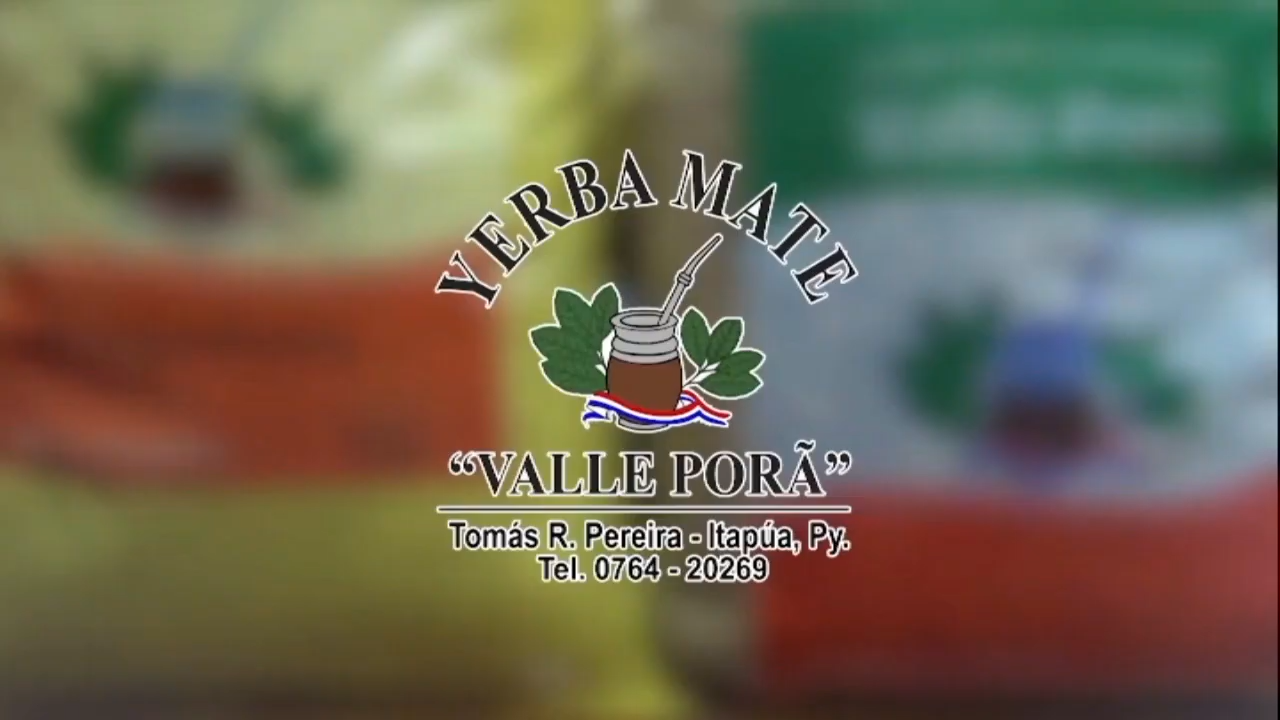 YERBA MATE
“VALLE PORÃ”
Tomás R. Pereira - Itapúa, Py.
Tel. 0764 - 20269